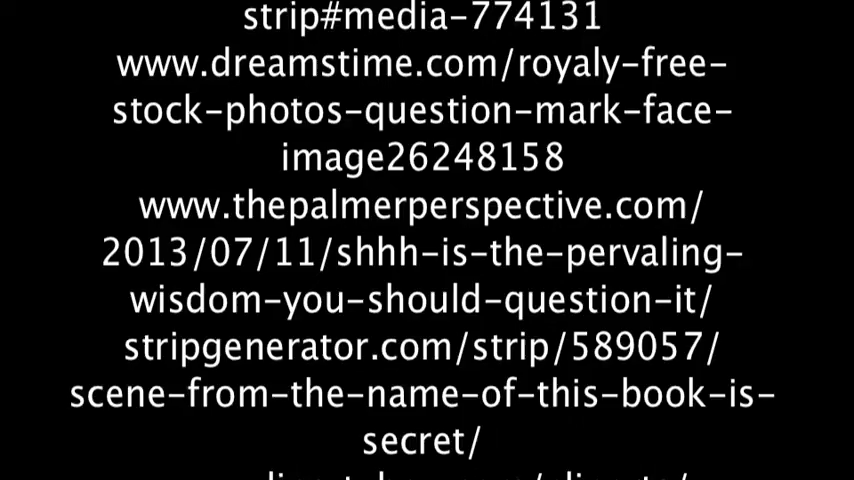 strip#media-774131
www.dreamstime.com/royaly-free-
stock-photos-question-mark-face-
image26248158
www.thepalmerperspective.com/
2013/07/11/shhh-is-the-pervaling-
wisdom-you-should-question-it/
stripgenerator.com/strip/589057/
scene-from-the-name-of-this-book-is-
secret/